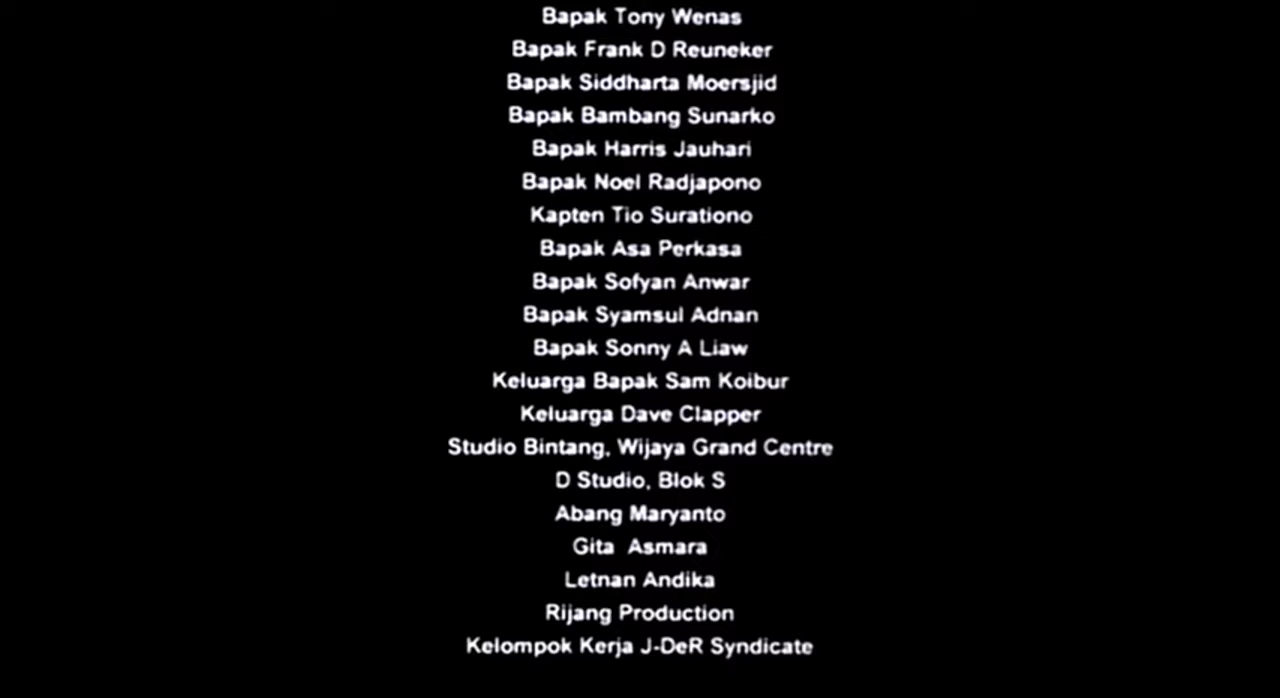 Bapak Tony Wenas
Bapak Frank D Reuneker
Bapak Siddharta Moersjid
Bapak Bambang Sunarko
Bapak Harris Jauhari
Bapak Noel Radjapono
Kapten Tio Surationo
Bapak Asa Perkasa
Bapak Sofyan Anwar
Bapak Syamsul Adnan
Bapak Sonny A Liaw
Keluarga Bapak Sam Koibur
Keluarga Dave Clapper
Studio Bintang, Wijaya Grand Centre
D Studio, Blok S
Abang Maryanto
Gita Asmara
Letnan Andika
Rijang Production
Kelompok Kerja J-DeR Syndicate